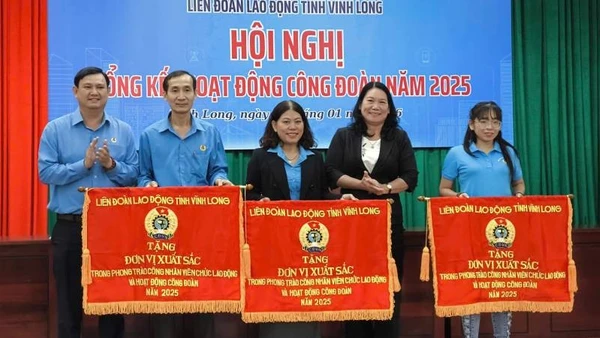 LIÊN ĐOÀN LAO ĐỘNG TỈNH VĨNH LONG
HỘI NGHỊ
ỔNG KẾ HOẠT ĐỘNG CÔNG ĐOÀN NĂM 2025
h Long, ngày 01
LIÊN ĐOÀN LAO ĐỘNG TỈNH VĨNH LONG
TẶNG
ĐƠN VỊ XUẤT SẮC
TRONG PHONG TRÀO CÔNG NHÂN VIÊN CHỨC LAO ĐỘNG
VÀ HOẠT ĐỘNG CÔNG ĐOÀN
NĂM 2025
LIÊN ĐOÀN LAO ĐỘNG TỈNH VĨNH LONG
TẶNG
ĐƠN VỊ XUẤT SẮC
TRONG PHONG TRÀO CÔNG NHÂN VIÊN CHỨC LAO ĐỘNG
VÀ HOẠT ĐỘNG CÔNG ĐOÀN
NĂM 2025
LIÊN ĐOÀN LAO ĐỘNG TỈNH VĨNH LONG
TẶNG
ĐƠN VỊ XUẤT SẮC
TRONG PHONG TRÀO CÔNG NHÂN VIÊN CHỨC LAO ĐỘNG
VÀ HOẠT ĐỘNG CÔNG ĐOÀN
NĂM 2025